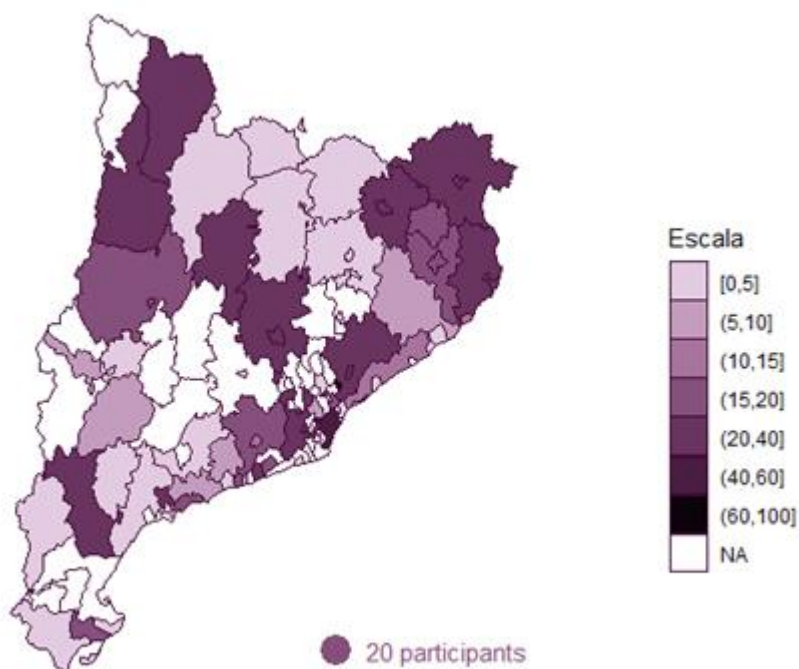 Escala
[0,5]
(5,10]
(10,15]
(15,20]
(20,40]
(40,60]
(60,100]
NA
20 participants